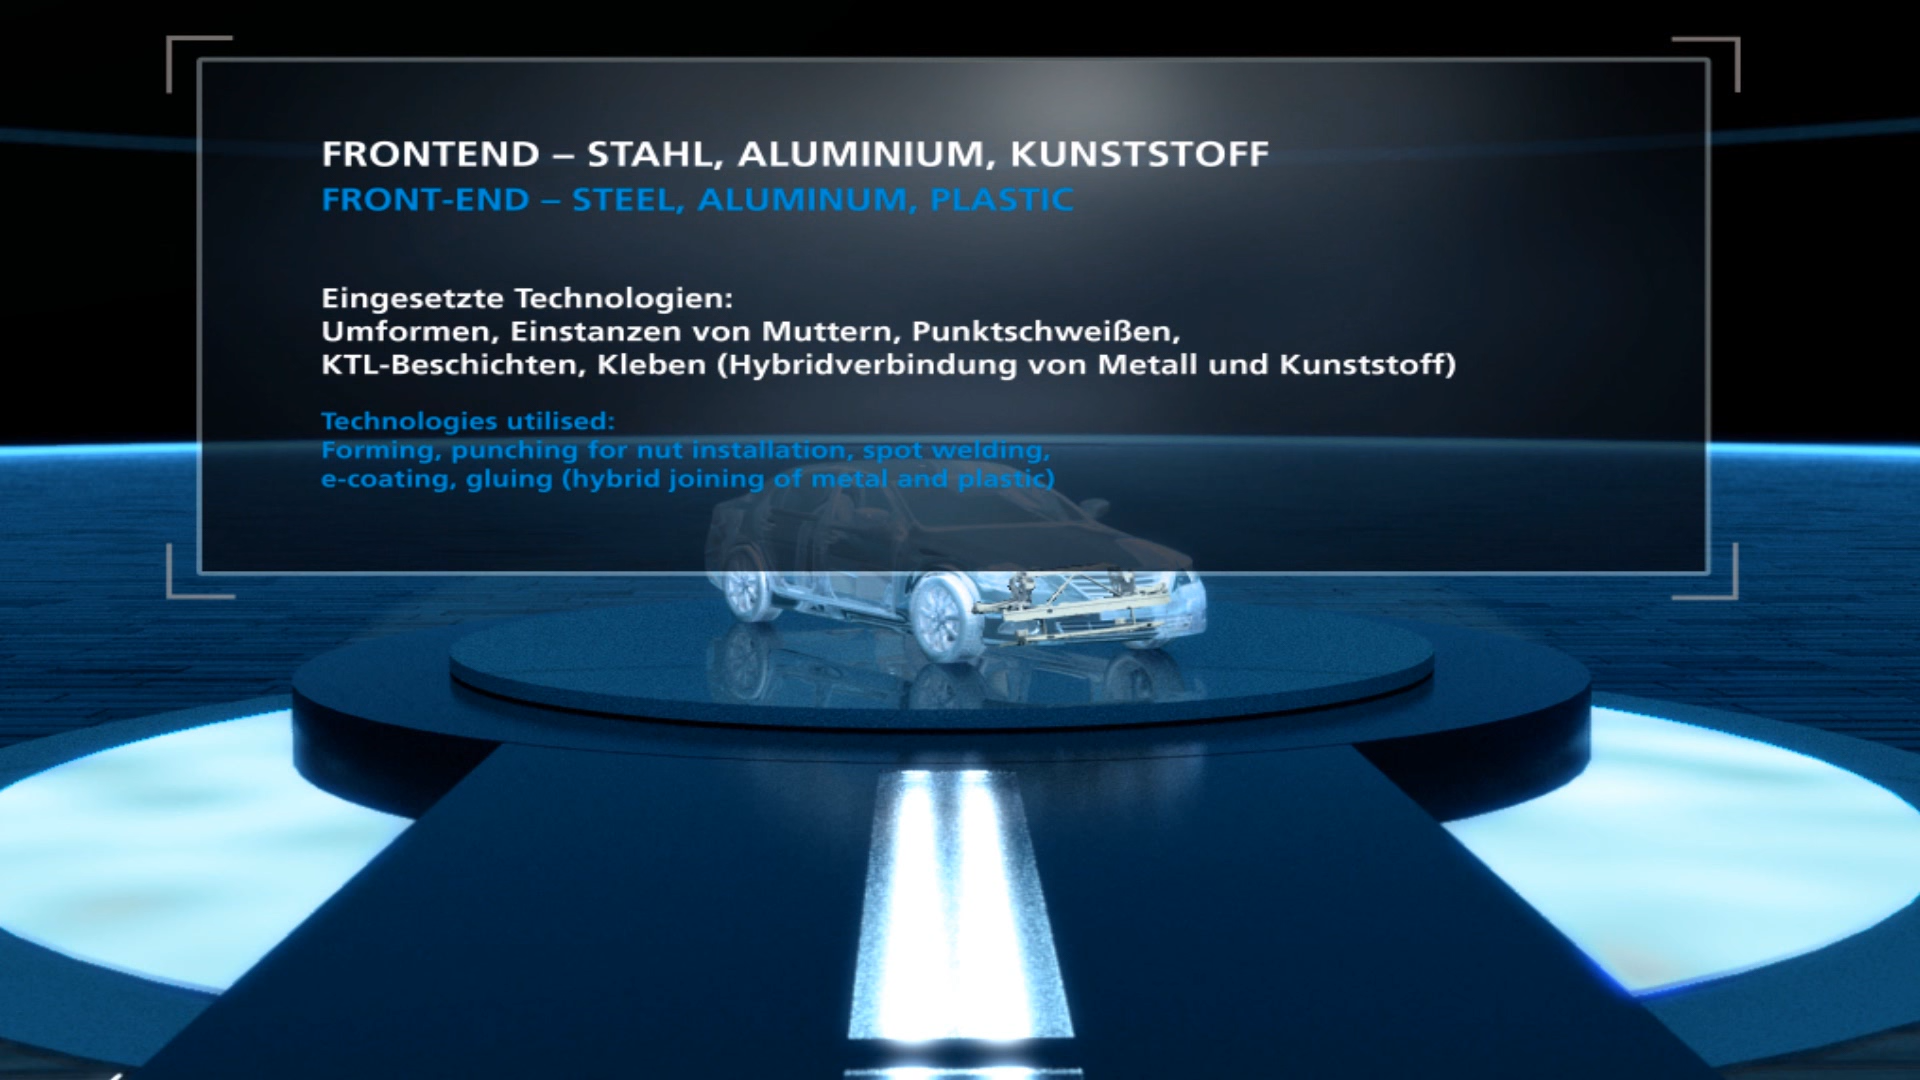 FRONTEND – STAHL, ALUMINIUM, KUNSTSTOFF
FRONT-END – STEEL, ALUMINUM, PLASTIC
Eingesetzte Technologien:
Umformen, Einstanzen von Muttern, Punktschweißen,
KTL-Beschichten, Kleben (Hybridverbindung von Metall und Kunststoff)
Technologies utilised:
Forming, punching for nut installation, spot welding,
e-coating, gluing (hybrid joining of metal and plastic)